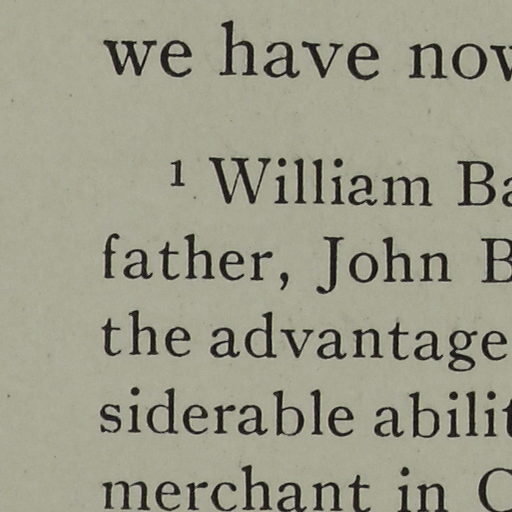 we have now
¹ William Ba
father, John B
the advantage
siderable abilit
merchant in C